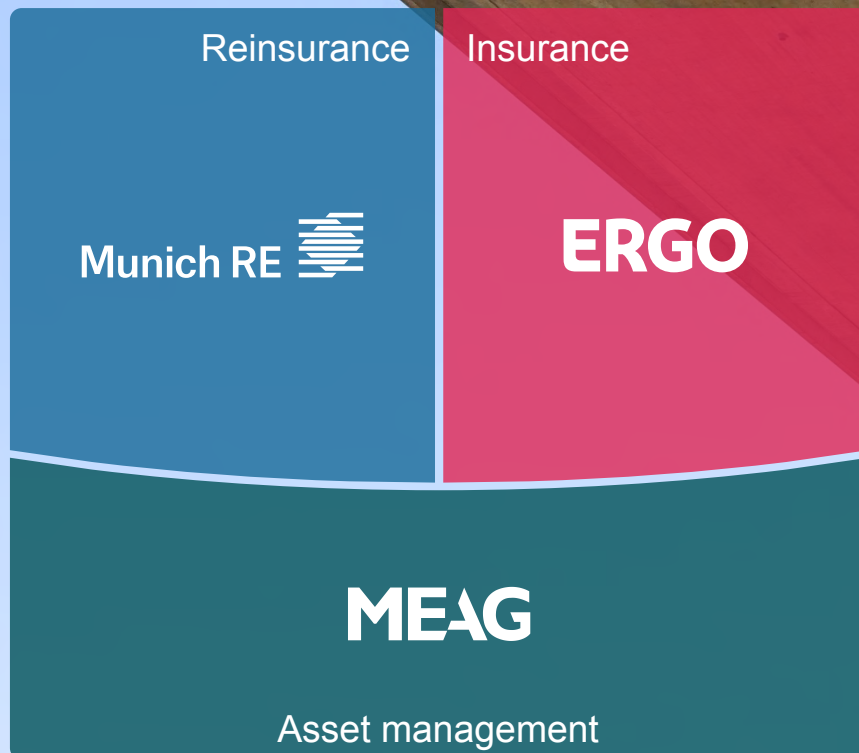 Reinsurance
Insurance
Munich RE
ERGO
MEAG
Asset management